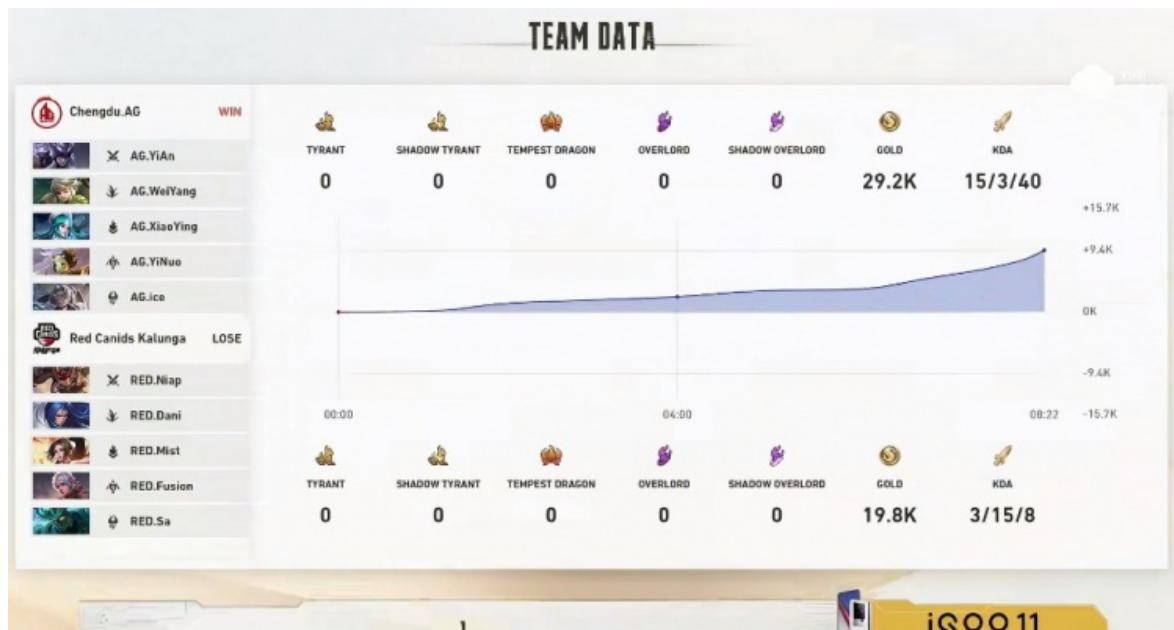 TEAM DATA
Chengdu.AG WIN
AG.YiAn
AG.WeiYang
AG.XiaoYing
AG.YiNuo
AG.ice
Red Canids Kalunga LOSE
RED.Niap
RED.Dani
RED.Mist
RED.Fusion
RED.Sa
TYRANT SHADOW TYRANT TEMPEST DRAGON OVERLORD SHADOW OVERLORD GOLD KDA
0 0 0 0 0 29.2K 15/3/40
+15.7K
+9.4K
0K
-9.4K
00:00 04:00 08:22 -15.7K
TYRANT SHADOW TYRANT TEMPEST DRAGON OVERLORD SHADOW OVERLORD GOLD KDA
0 0 0 0 0 19.8K 3/15/8
iQOO 11